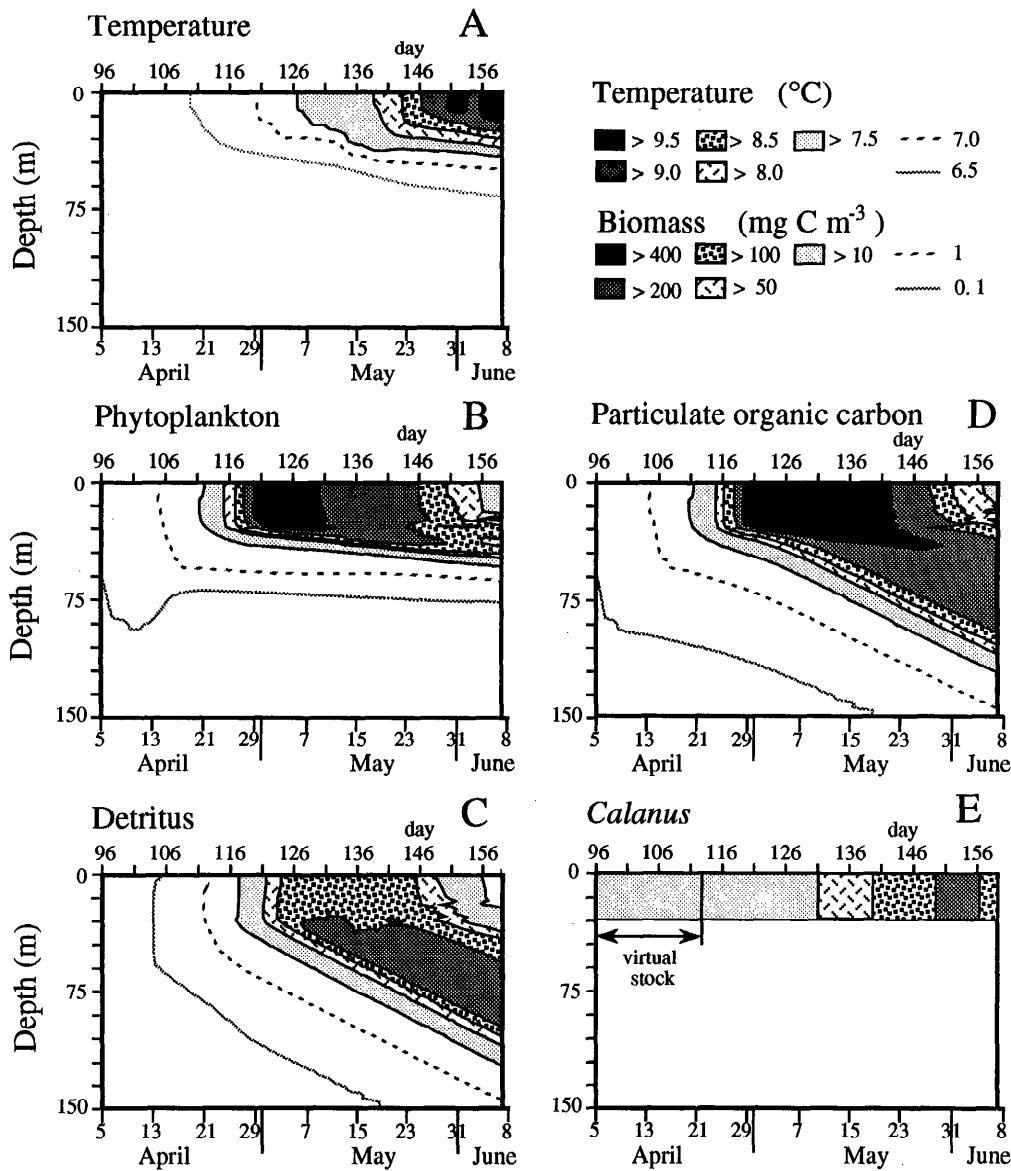 Temperature A
day
96 106 116 126 136 146 156
0
75
150
Depth (m)
5 13 21 29 7 15 23 31 8
April May June
Temperature (°C)
> 9.5 > 8.5 > 7.5 7.0
> 9.0 > 8.0 6.5
Biomass (mg C m-3 )
>400 >100 > 10 1
>200 > 50 0. 1
Phytoplankton B
day
96 106 116 126 136 146 156
0
75
150
Depth (m)
5 13 21 29 7 15 23 31 8
April May June
Particulate organic carbon D
day
96 106 116 126 136 146 156
0
75
150
5 13 21 29 7 15 23 31 8
April May June
Detritus C
day
96 106 116 126 136 146 156
0
75
150
Depth (m)
5 13 21 29 7 15 23 31 8
April May June
Calanus E
day
96 106 116 126 136 146 156
0
virtual
stock
75
150
5 13 21 29 7 15 23 31 8
April May June